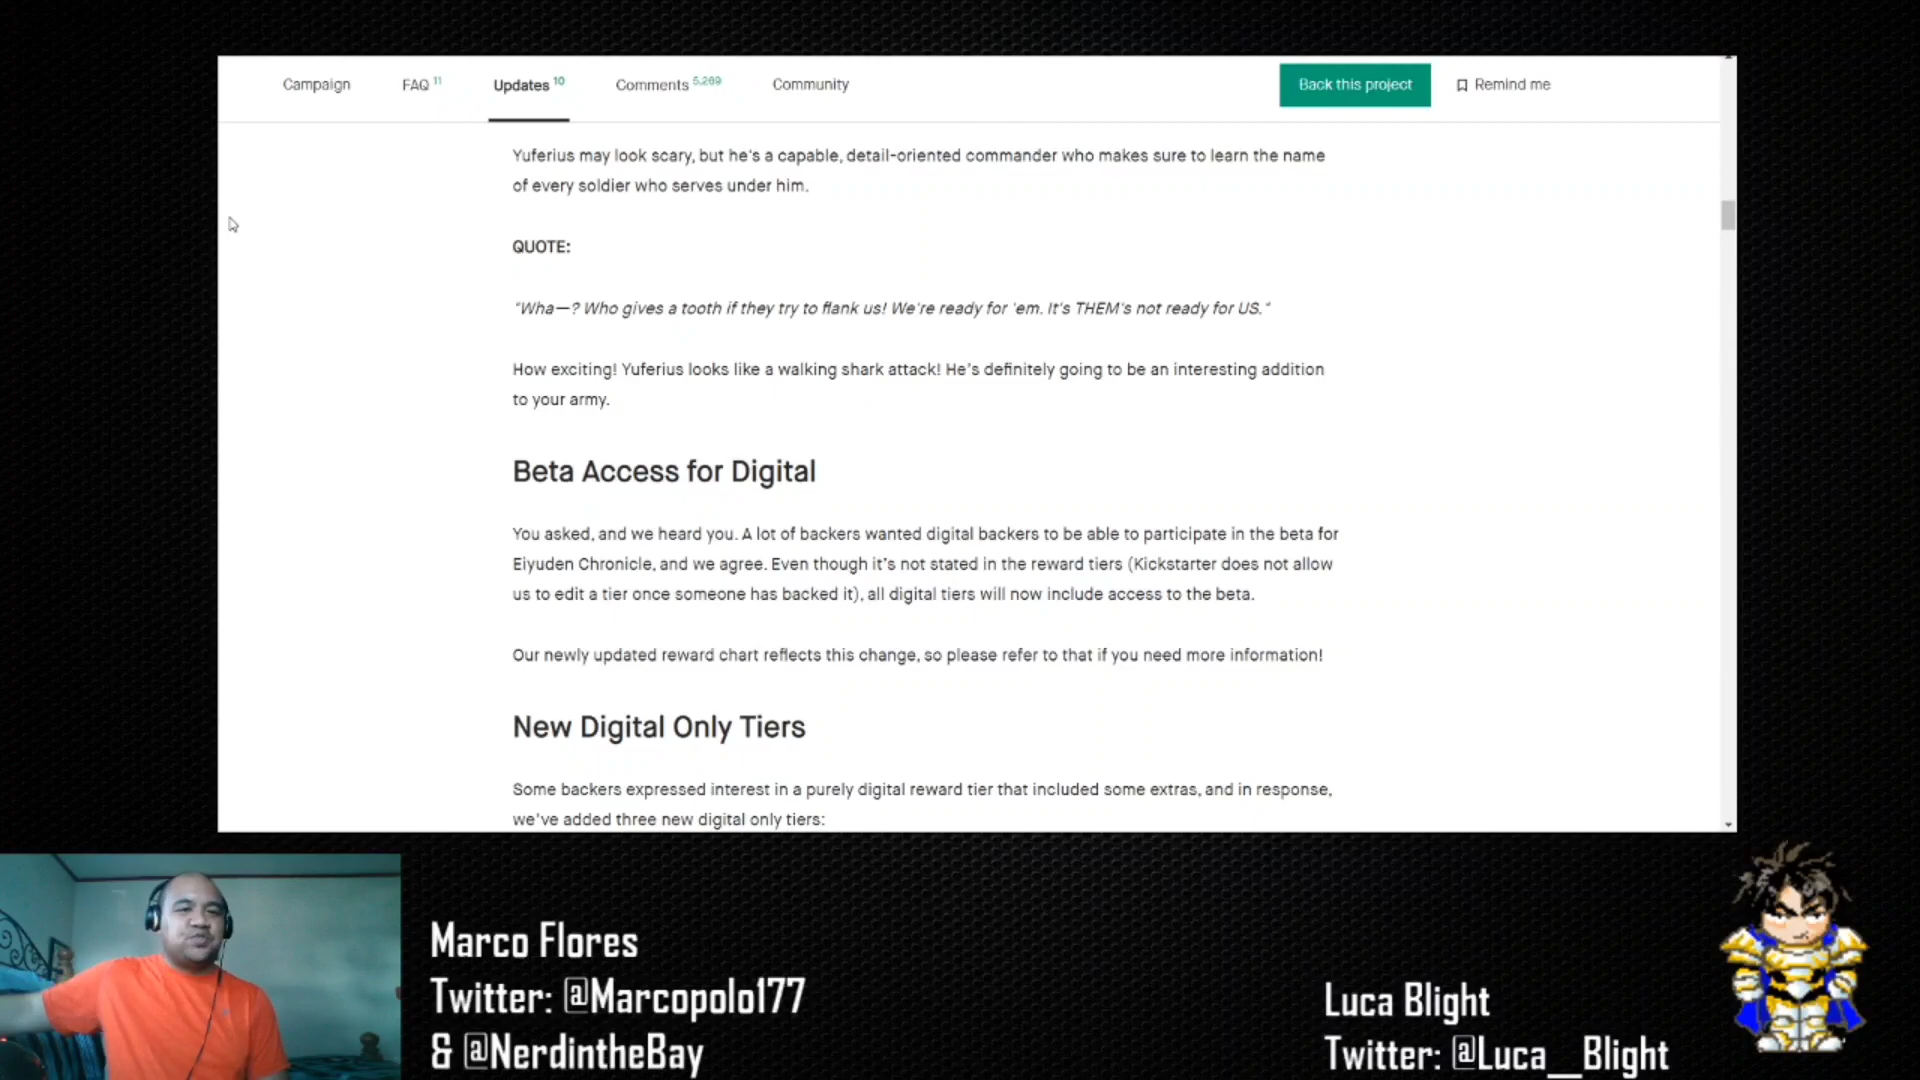 Campaign FAQ 11 Updates 10 Comments 5,269 Community Back this project Remind me
Yuferius may look scary, but he's a capable, detail-oriented commander who makes sure to learn the name
of every soldier who serves under him.
QUOTE:
"Wha—? Who gives a tooth if they try to flank us! We're ready for 'em. It's THEM's not ready for US."
How exciting! Yuferius looks like a walking shark attack! He's definitely going to be an interesting addition
to your army.
Beta Access for Digital
You asked, and we heard you. A lot of backers wanted digital backers to be able to participate in the beta for
Eiyuden Chronicle, and we agree. Even though it's not stated in the reward tiers (Kickstarter does not allow
us to edit a tier once someone has backed it), all digital tiers will now include access to the beta.
Our newly updated reward chart reflects this change, so please refer to that if you need more information!
New Digital Only Tiers
Some backers expressed interest in a purely digital reward tier that included some extras, and in response,
we've added three new digital only tiers:
Marco Flores
Twitter: @Marcopolo177
& @NerdintheBay
Luca Blight
Twitter: @Luca__Blight